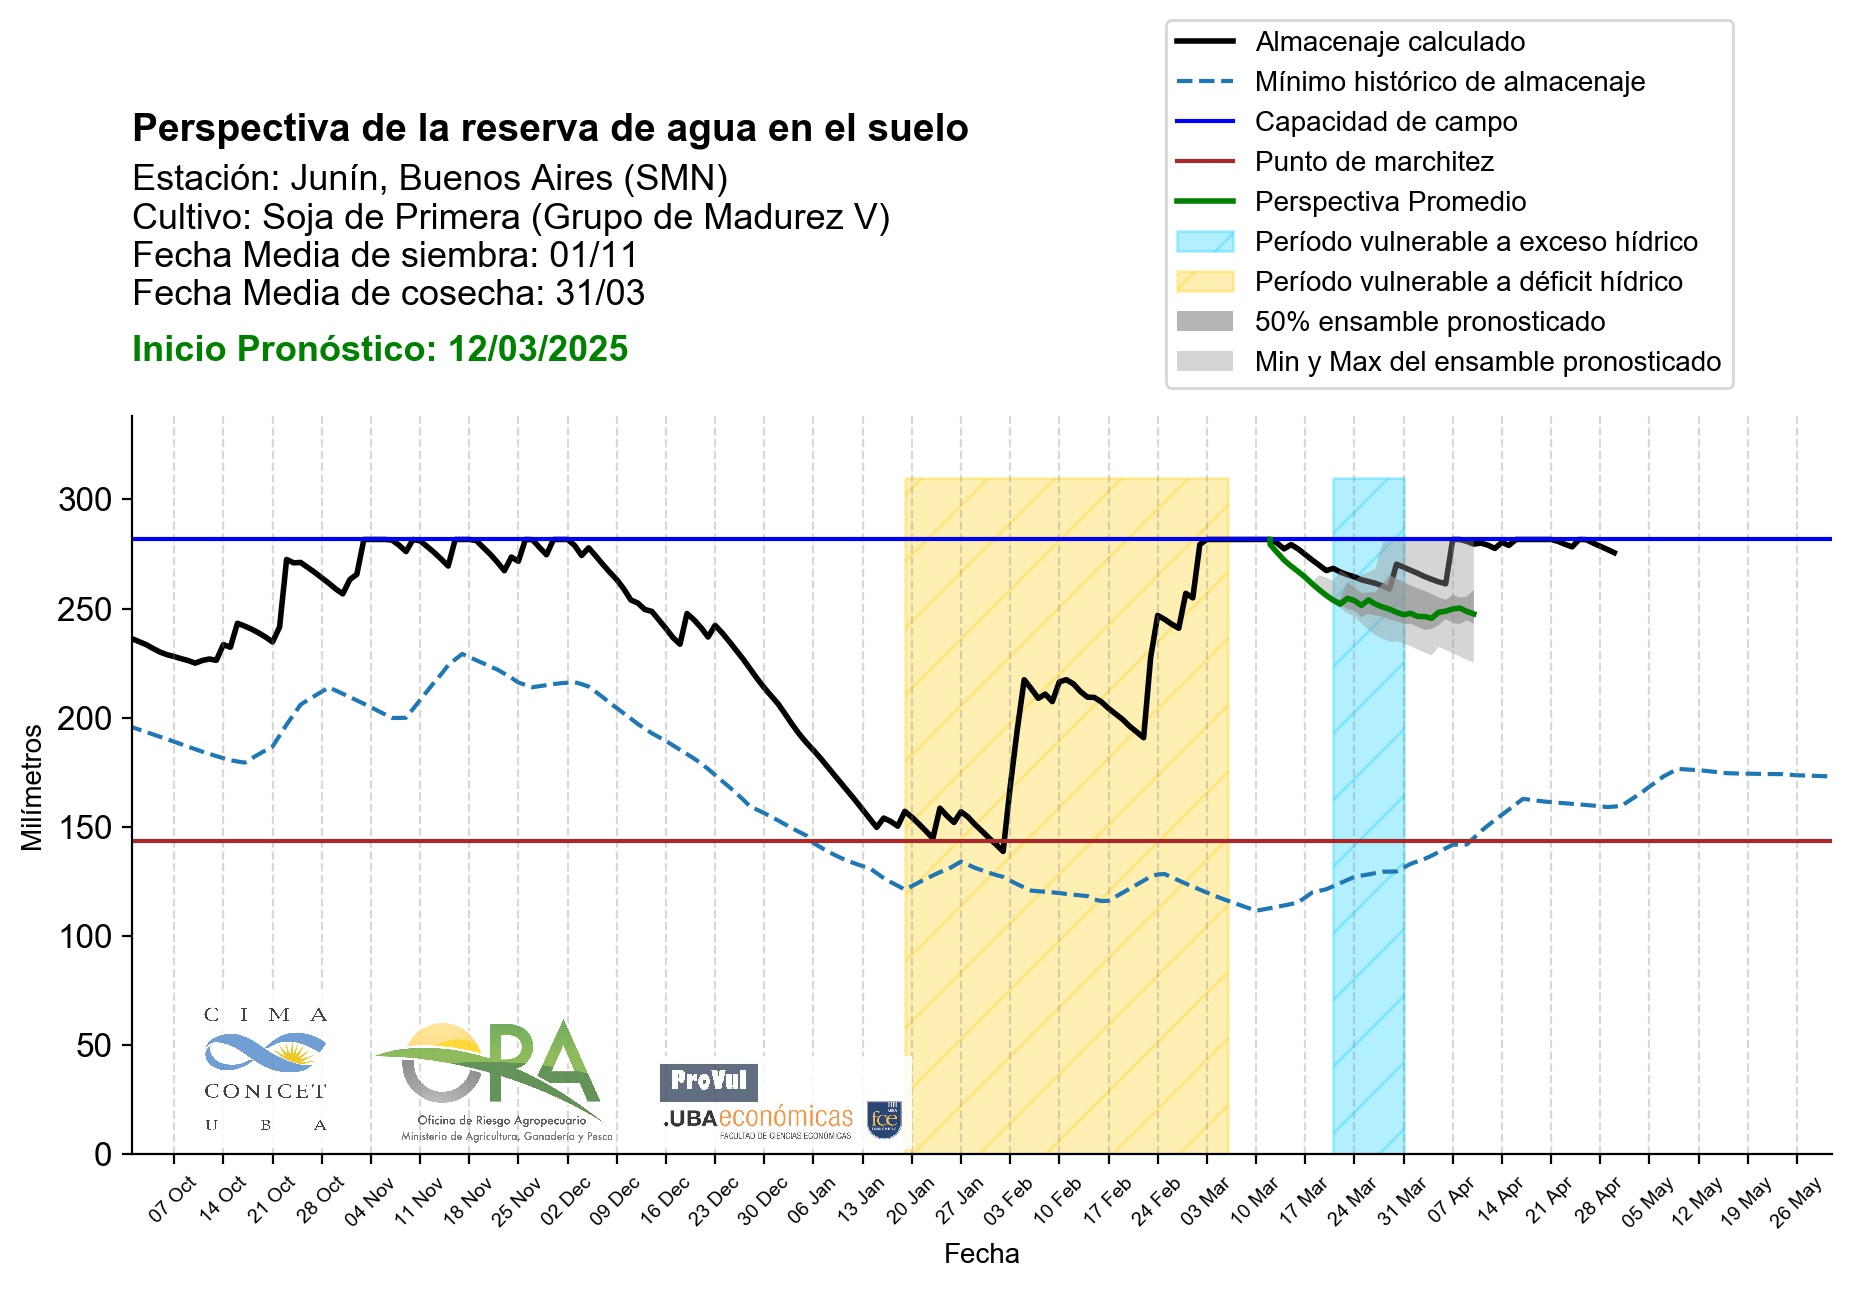 Almacenaje calculado
Mínimo histórico de almacenaje
Capacidad de campo
Punto de marchitez
Perspectiva Promedio
Período vulnerable a exceso hídrico
Período vulnerable a déficit hídrico
50% ensamble pronosticado
Min y Max del ensamble pronosticado
Perspectiva de la reserva de agua en el suelo
Estación: Junín, Buenos Aires (SMN)
Cultivo: Soja de Primera (Grupo de Madurez V)
Fecha Media de siembra: 01/11
Fecha Media de cosecha: 31/03
Inicio Pronóstico: 12/03/2025
Milímetros
300
250
200
150
100
50
0
CIMA
CONICET
UBA
ORA
Oficina de Riesgo Agropecuario
Ministerio de Agricultura, Ganadería y Pesca
ProVul
.UBAeconómicas
FACULTAD DE CIENCIAS ECONÓMICAS
UBA
fce
ECONÓMICAS
07 Oct 14 Oct 21 Oct 28 Oct 04 Nov 11 Nov 18 Nov 25 Nov 02 Dec 09 Dec 16 Dec 23 Dec 30 Dec 06 Jan 13 Jan 20 Jan 27 Jan 03 Feb 10 Feb 17 Feb 24 Feb 03 Mar 10 Mar 17 Mar 24 Mar 31 Mar 07 Apr 14 Apr 21 Apr 28 Apr 05 May 12 May 19 May 26 May
Fecha